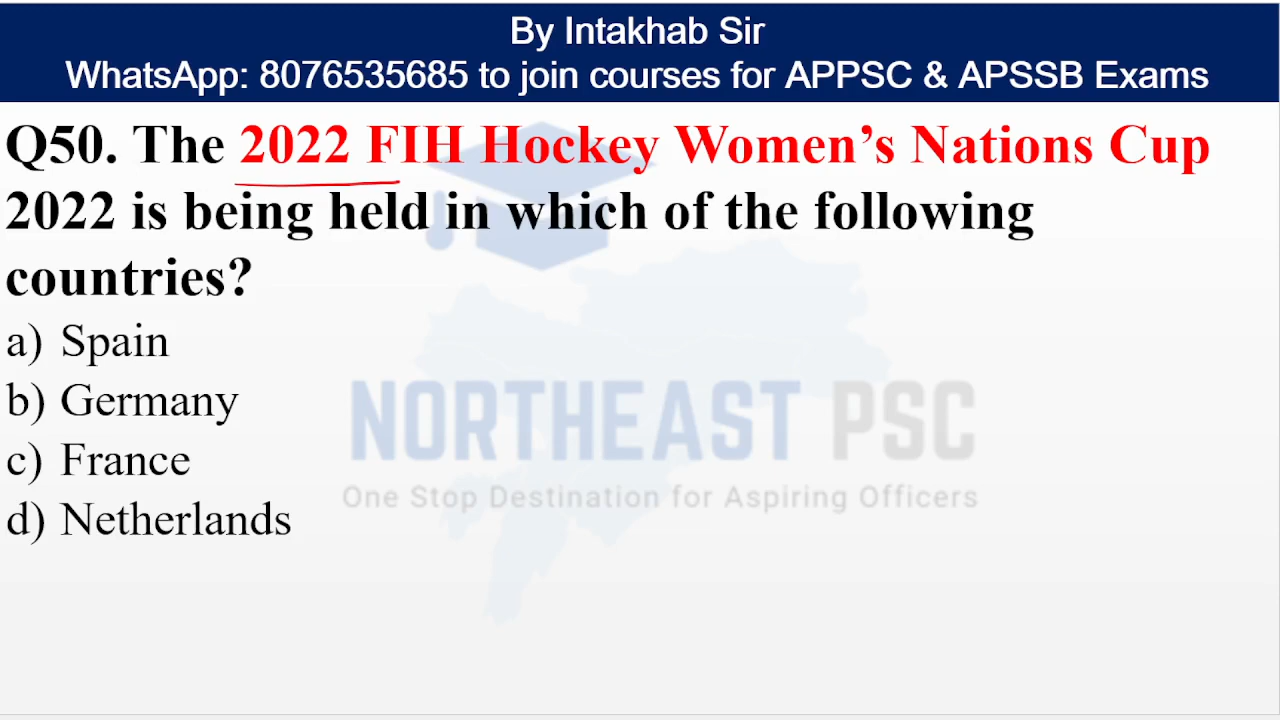 By Intakhab Sir
WhatsApp: 8076535685 to join courses for APPSC & APSSB Exams
Q50. The 2022 FIH Hockey Women’s Nations Cup
2022 is being held in which of the following
countries?
a) Spain
b) Germany
c) France
d) Netherlands
NORTHEAST PSC
One Stop Destination for Aspiring Officers